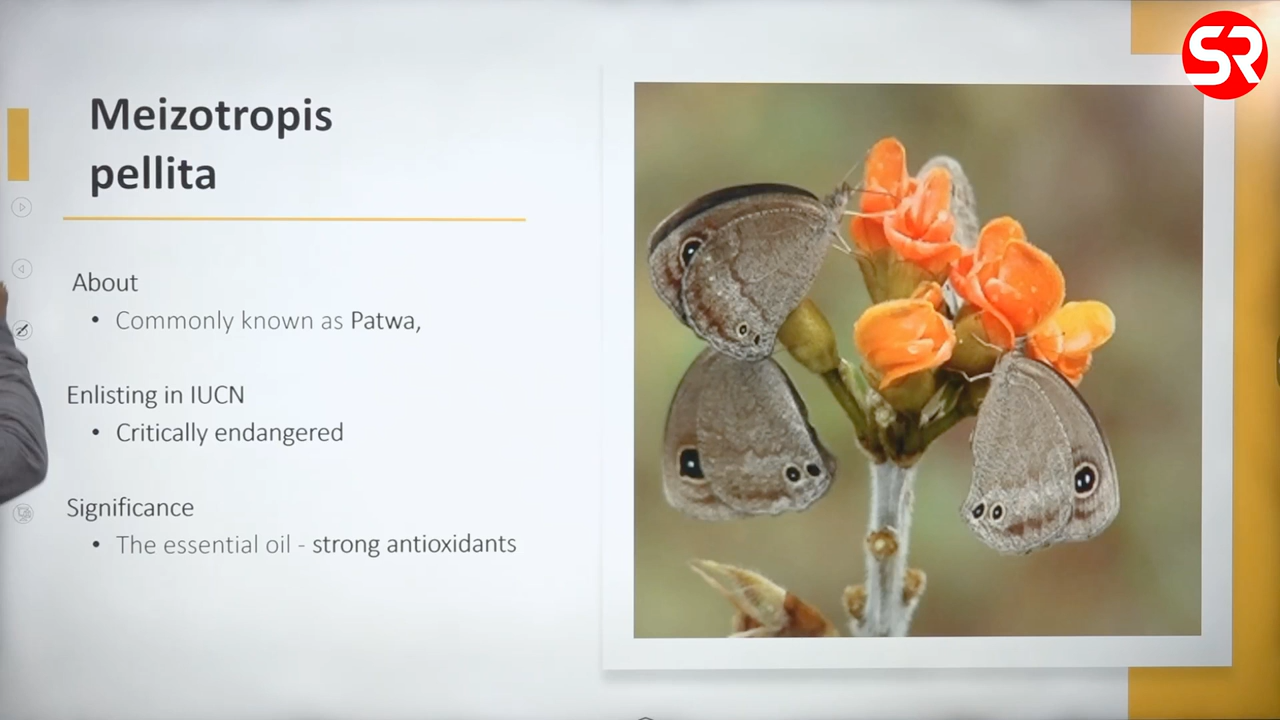 SR
Meizotropis
pellita
About
• Commonly known as Patwa,
Enlisting in IUCN
• Critically endangered
Significance
• The essential oil - strong antioxidants